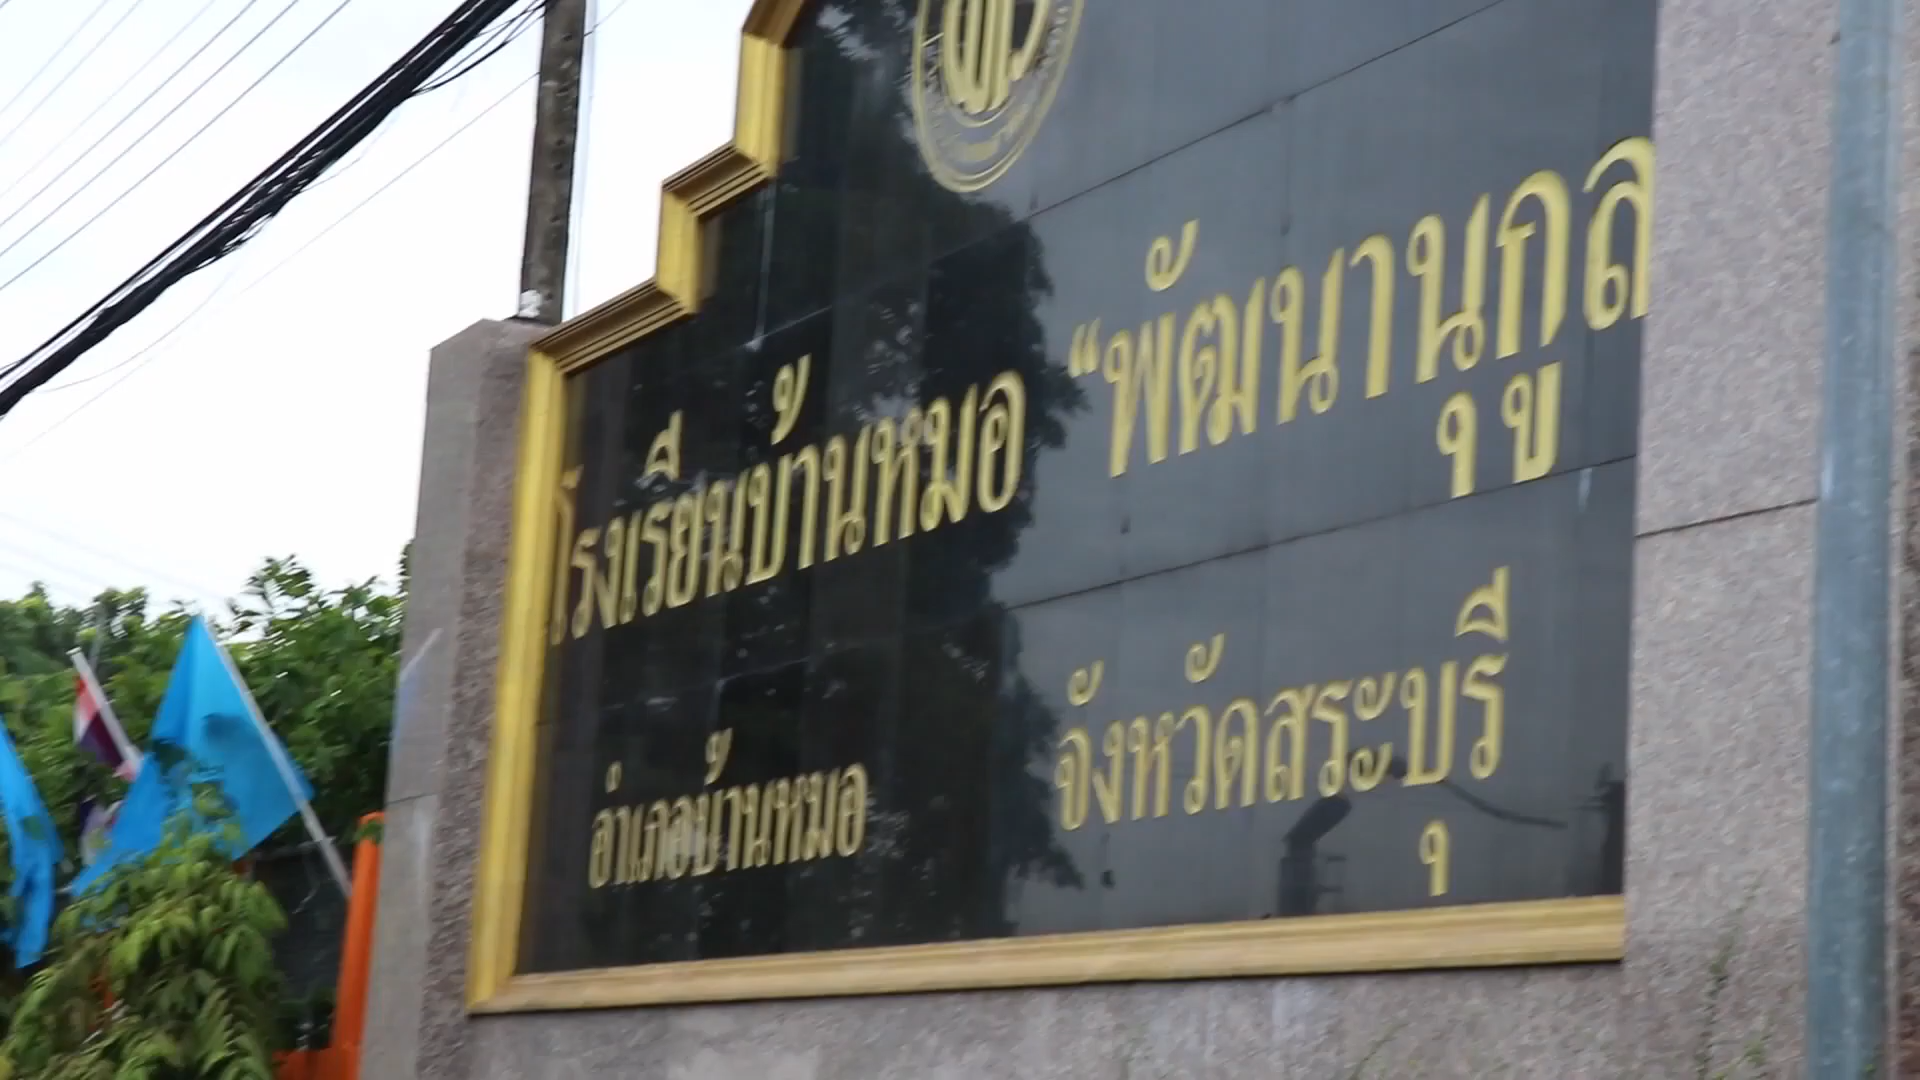 โรงเรียนบ้านหมอ “พัฒนานุกูล
อำเภอบ้านหมอ จังหวัดสระบุรี